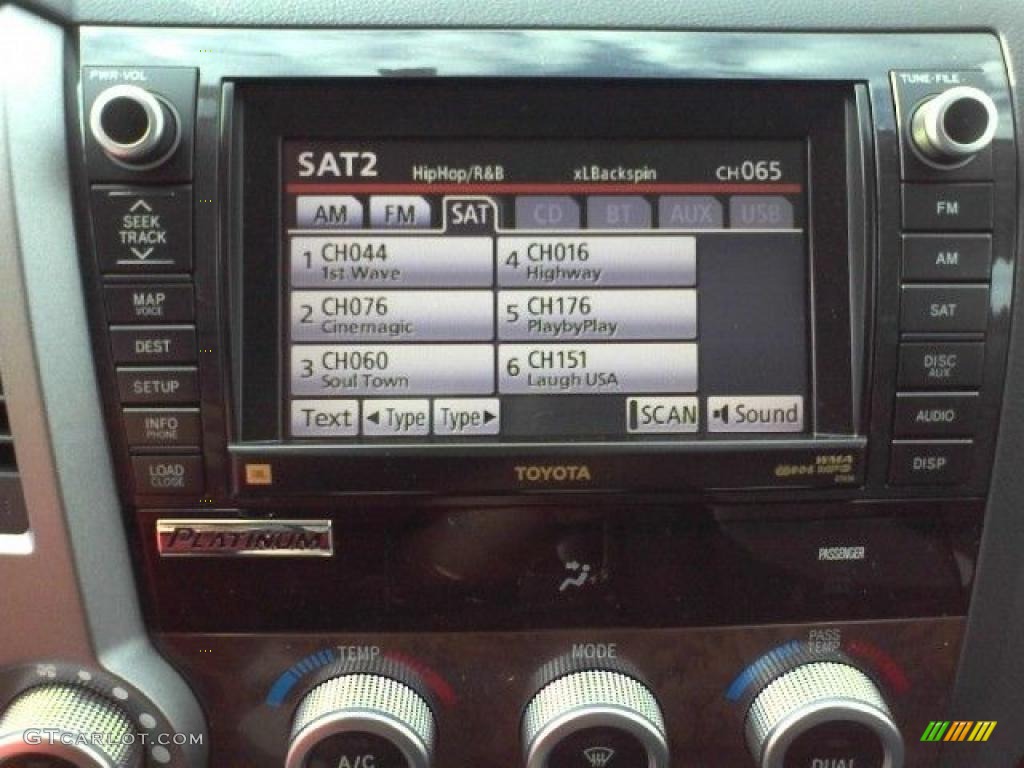 PWR·VOL
TUNE·FILE
SAT2 HipHop/R&B xLBackspin CH065
AM FM SAT CD BT AUX USB
1 CH044 1st Wave
4 CH016 Highway
2 CH076 Cinemagic
5 CH176 PlaybyPlay
3 CH060 Soul Town
6 CH151 Laugh USA
Text ◄Type Type► SCAN Sound
SEEK
TRACK
MAP
VOICE
DEST
SETUP
INFO
PHONE
LOAD
CLOSE
FM
AM
SAT
DISC
AUX
AUDIO
DISP
JBL
TOYOTA
WMA
MP3
PLATINUM
PASSENGER
TEMP
MODE
PASS
TEMP
A/C
DUAL
GTCARLOT.COM